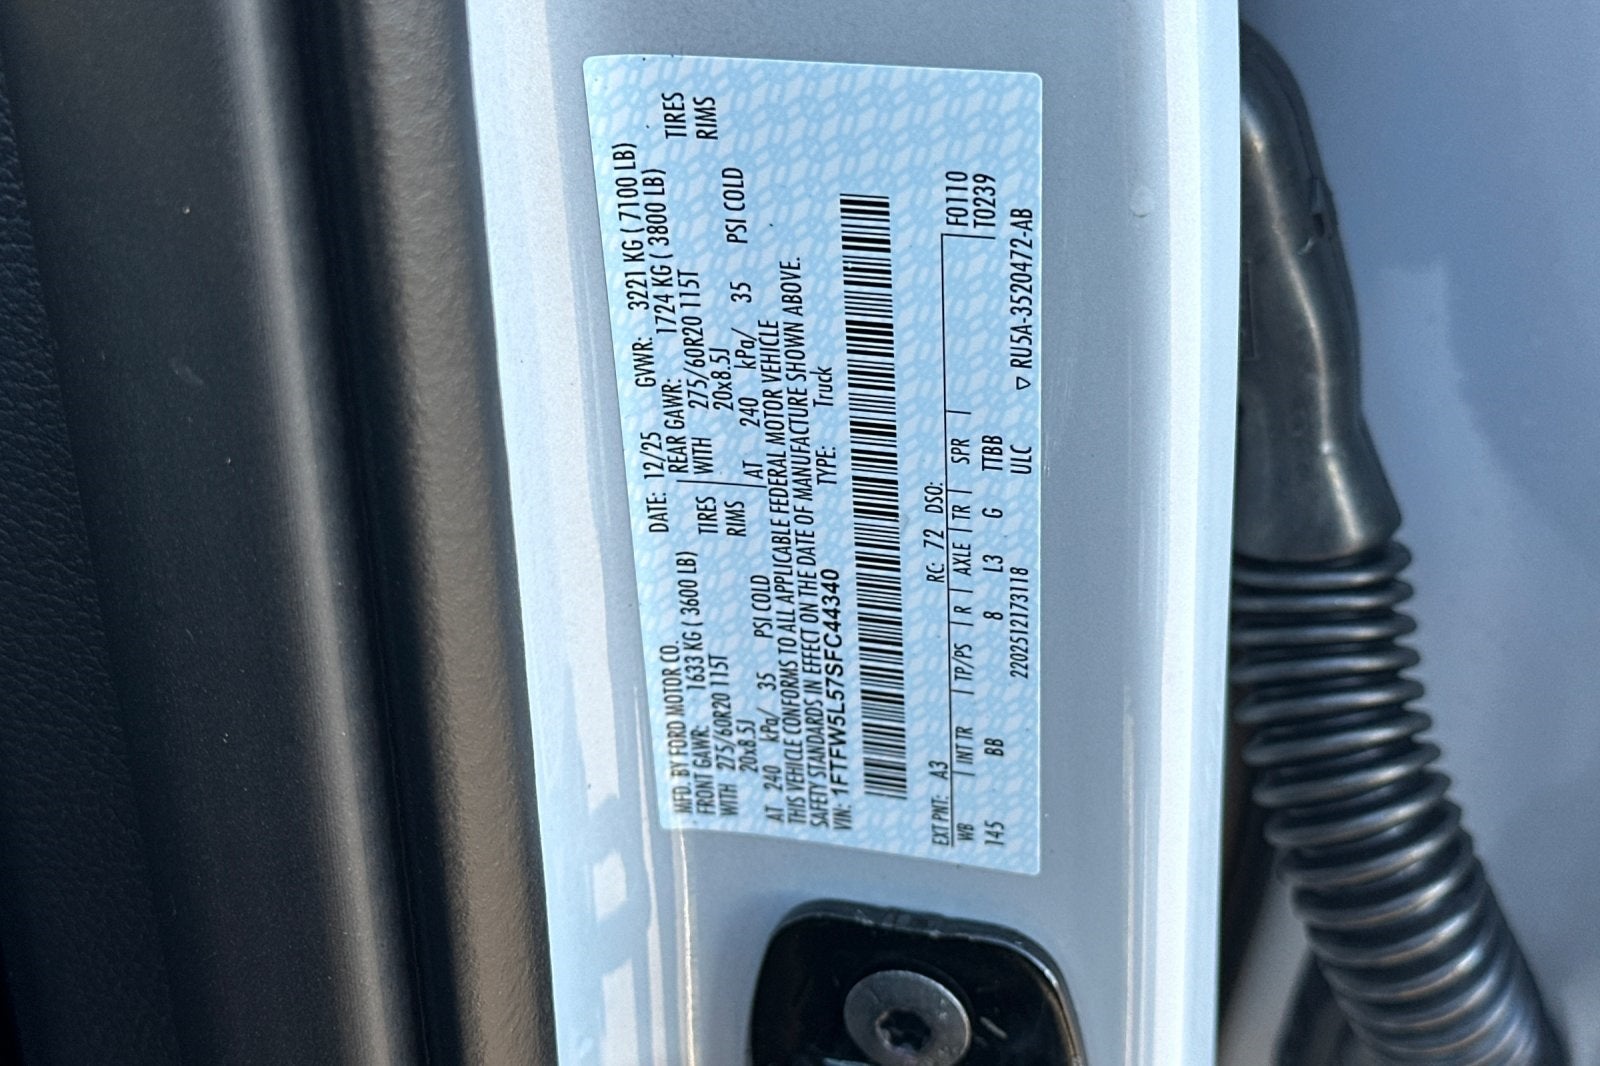 MFD. BY FORD MOTOR CO.
DATE: 12/25 GVWR: 3221 KG ( 7100 LB)
FRONT GAWR: 1633 KG ( 3600 LB) REAR GAWR: 1724 KG ( 3800 LB)
WITH 275/60R20 115T TIRES WITH 275/60R20 115T TIRES
20x8.5J RIMS 20x8.5J RIMS
AT 240 kPa/ 35 PSI COLD AT 240 kPa/ 35 PSI COLD
THIS VEHICLE CONFORMS TO ALL APPLICABLE FEDERAL MOTOR VEHICLE
SAFETY STANDARDS IN EFFECT ON THE DATE OF MANUFACTURE SHOWN ABOVE.
VIN: 1FTFW5L57SFC44340 TYPE: Truck
EXT PNT: A3 RC: 72 DSO: F0110
WB INT TR TP/PS R AXLE TR SPR T0239
145 BB 8 L3 G TTBB
2202512173118 ULC ▽ RU5A-3520472-AB